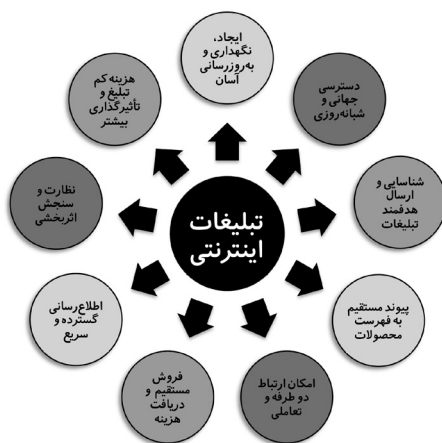 تبلیغات
اینترنتی
ایجاد،
نگهداری و
به‌روزرسانی
آسان
دسترسی
جهانی و
شبانه‌روزی
شناسایی و
ارسال
هدفمند
تبلیغات
پیوند مستقیم
به فهرست
محصولات
امکان ارتباط
دو طرفه و
تعاملی
فروش
مستقیم و
دریافت
هزینه
اطلاع‌رسانی
گسترده و
سریع
نظارت و
سنجش
اثربخشی
هزینه کم
تبلیغ و
تأثیرگذاری
بیشتر